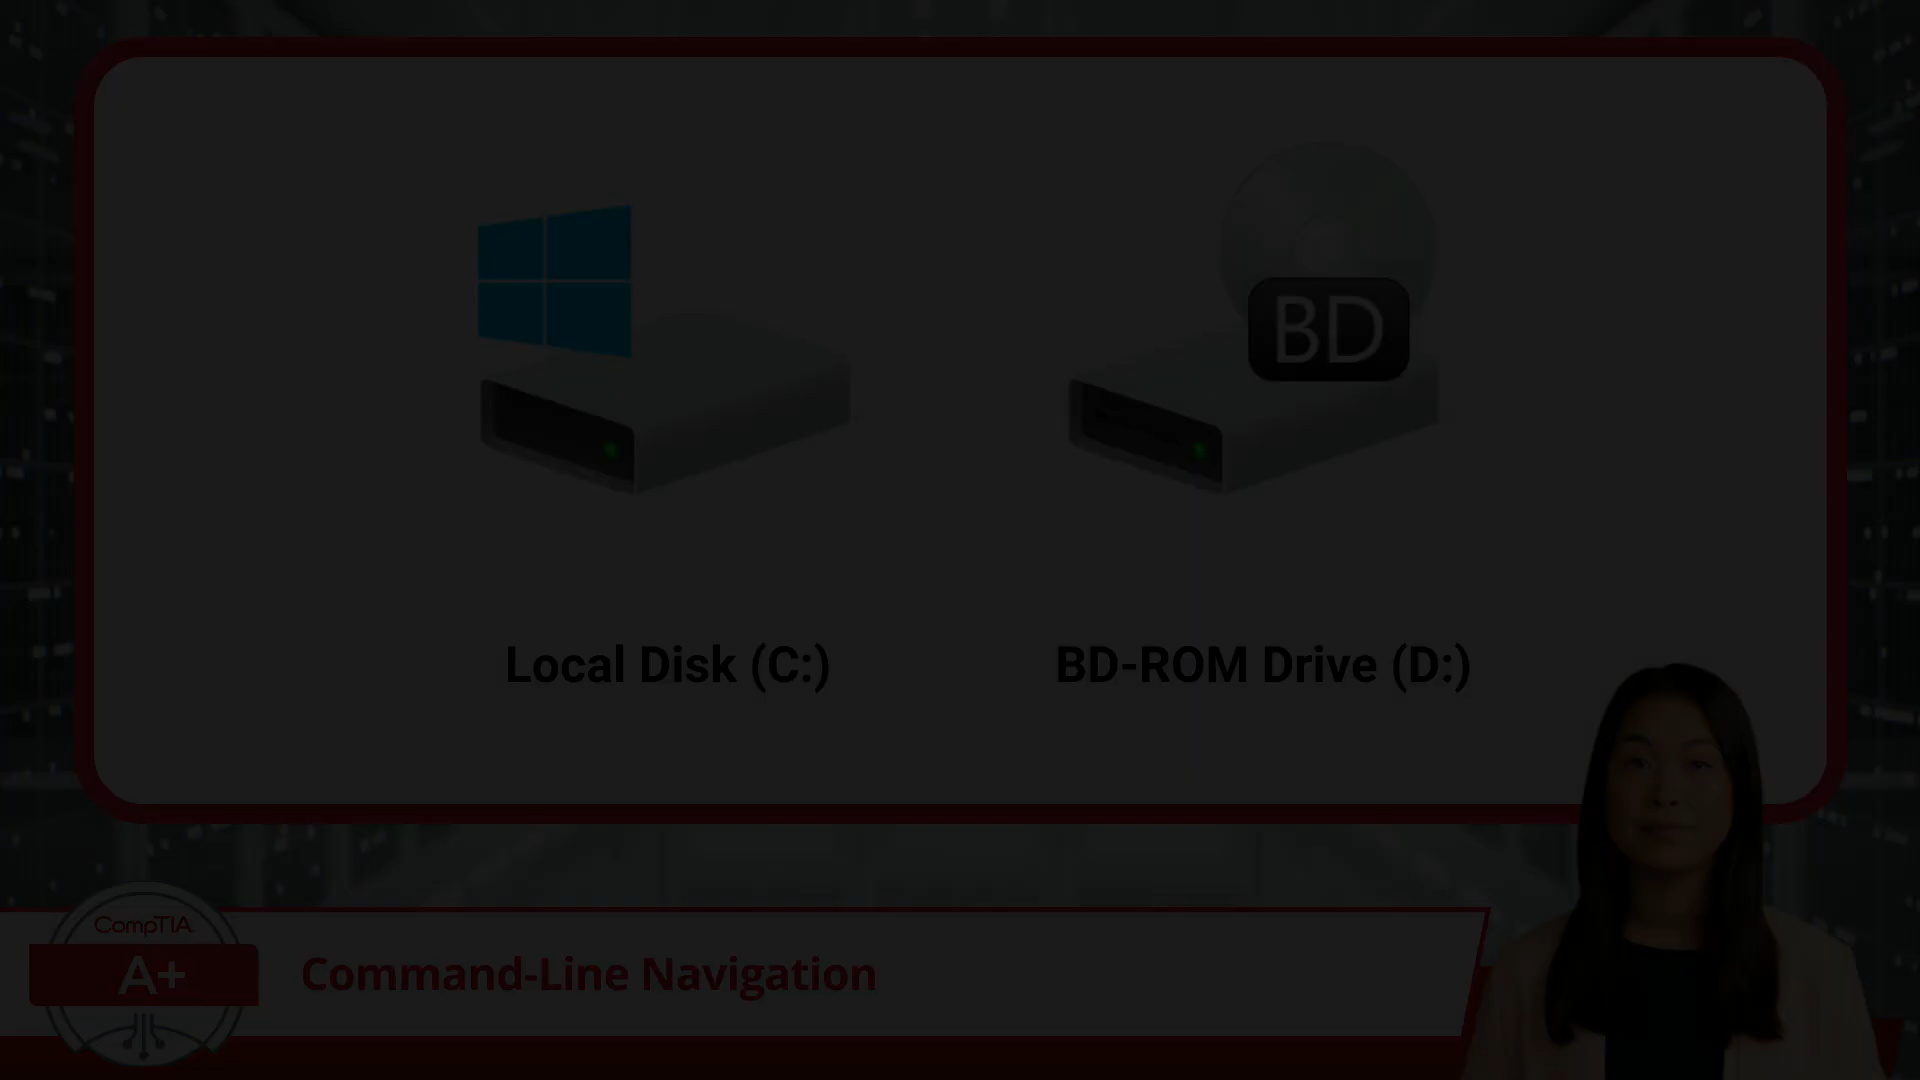 BD
Local Disk (C:)
BD-ROM Drive (D:)
CompTIA
A+
Command-Line Navigation